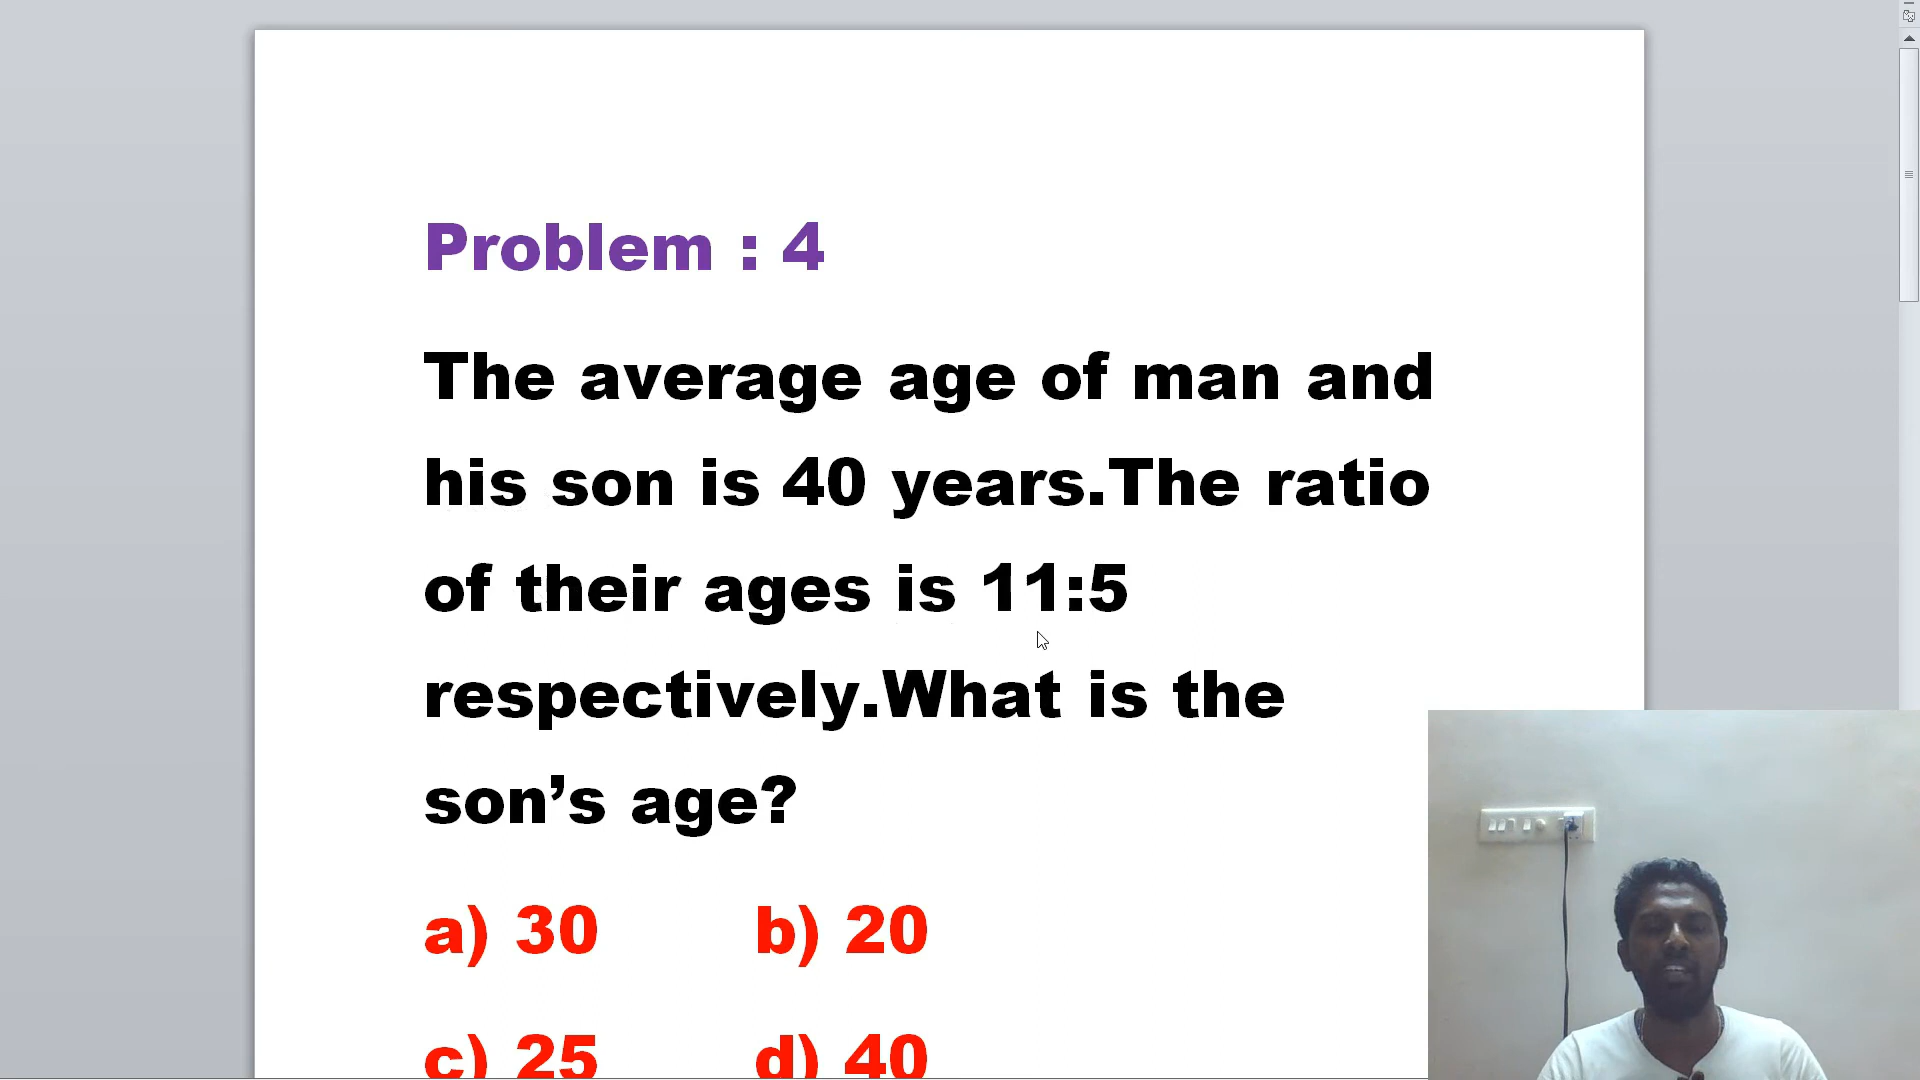 Problem : 4
The average age of man and
his son is 40 years.The ratio
of their ages is 11:5
respectively.What is the
son’s age?
a) 30 b) 20
c) 25 d) 40